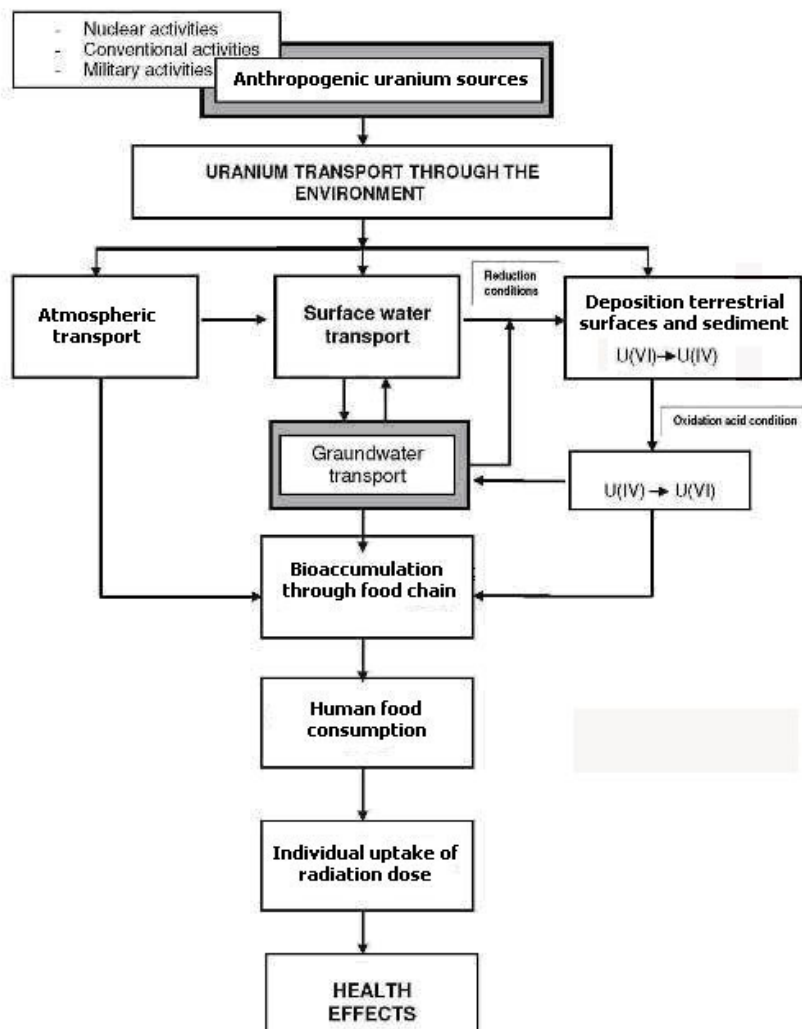 - Nuclear activities
- Conventional activities
- Military activities
Anthropogenic uranium sources
URANIUM TRANSPORT THROUGH THE
ENVIRONMENT
Atmospheric
transport
Surface water
transport
Reduction
conditions
Deposition terrestrial
surfaces and sediment
U(VI)→U(IV)
Oxidation acid condition
Graundwater
transport
U(IV) → U(VI)
Bioaccumulation
through food chain
Human food
consumption
Individual uptake of
radiation dose
HEALTH
EFFECTS